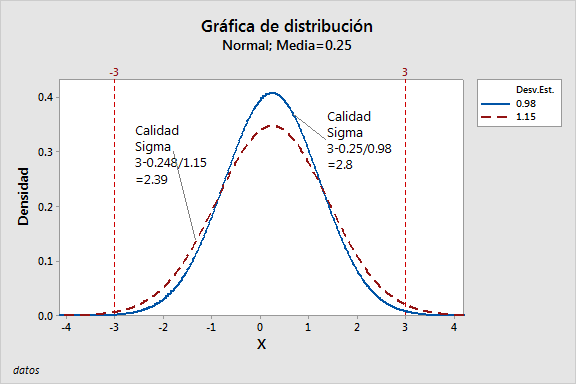 Gráfica de distribución
Normal; Media=0.25
-3
3
Desv.Est.
0.98
1.15
Calidad
Sigma
3-0.248/1.15
=2.39
Calidad
Sigma
3-0.25/0.98
=2.8
Densidad
0.4
0.3
0.2
0.1
0.0
-4
-3
-2
-1
0
1
2
3
4
X
datos